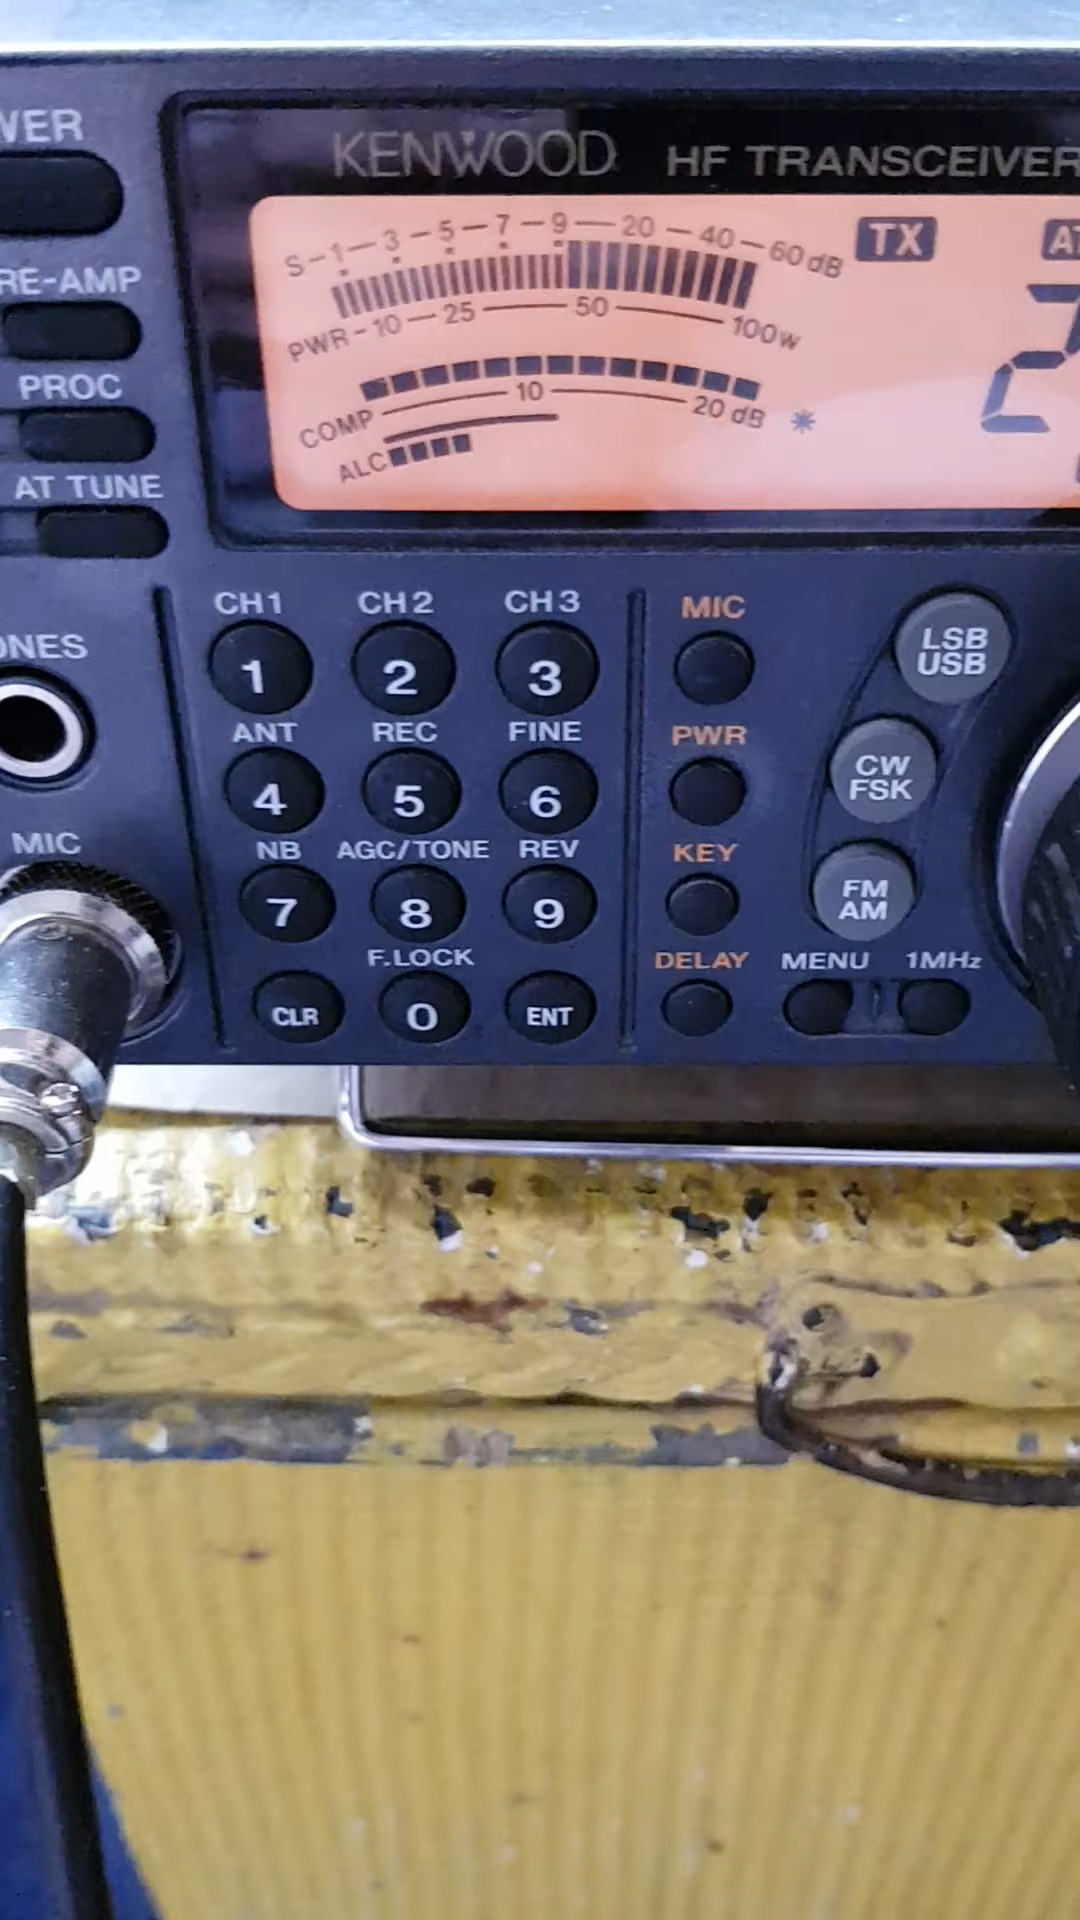 WER
KENWOOD HF TRANSCEIVER
S-1-3-5-7-9-20-40-60dB
TX AT
RE-AMP
PWR-10-25-50-100W
2
PROC
COMP 10 20 dB
ALC
AT TUNE
CH1 CH2 CH3 MIC
1 2 3
LSB
USB
ONES
ANT REC FINE PWR
4 5 6
CW
FSK
MIC
NB AGC/TONE REV KEY
7 8 9
FM
AM
F.LOCK DELAY MENU 1MHz
CLR 0 ENT